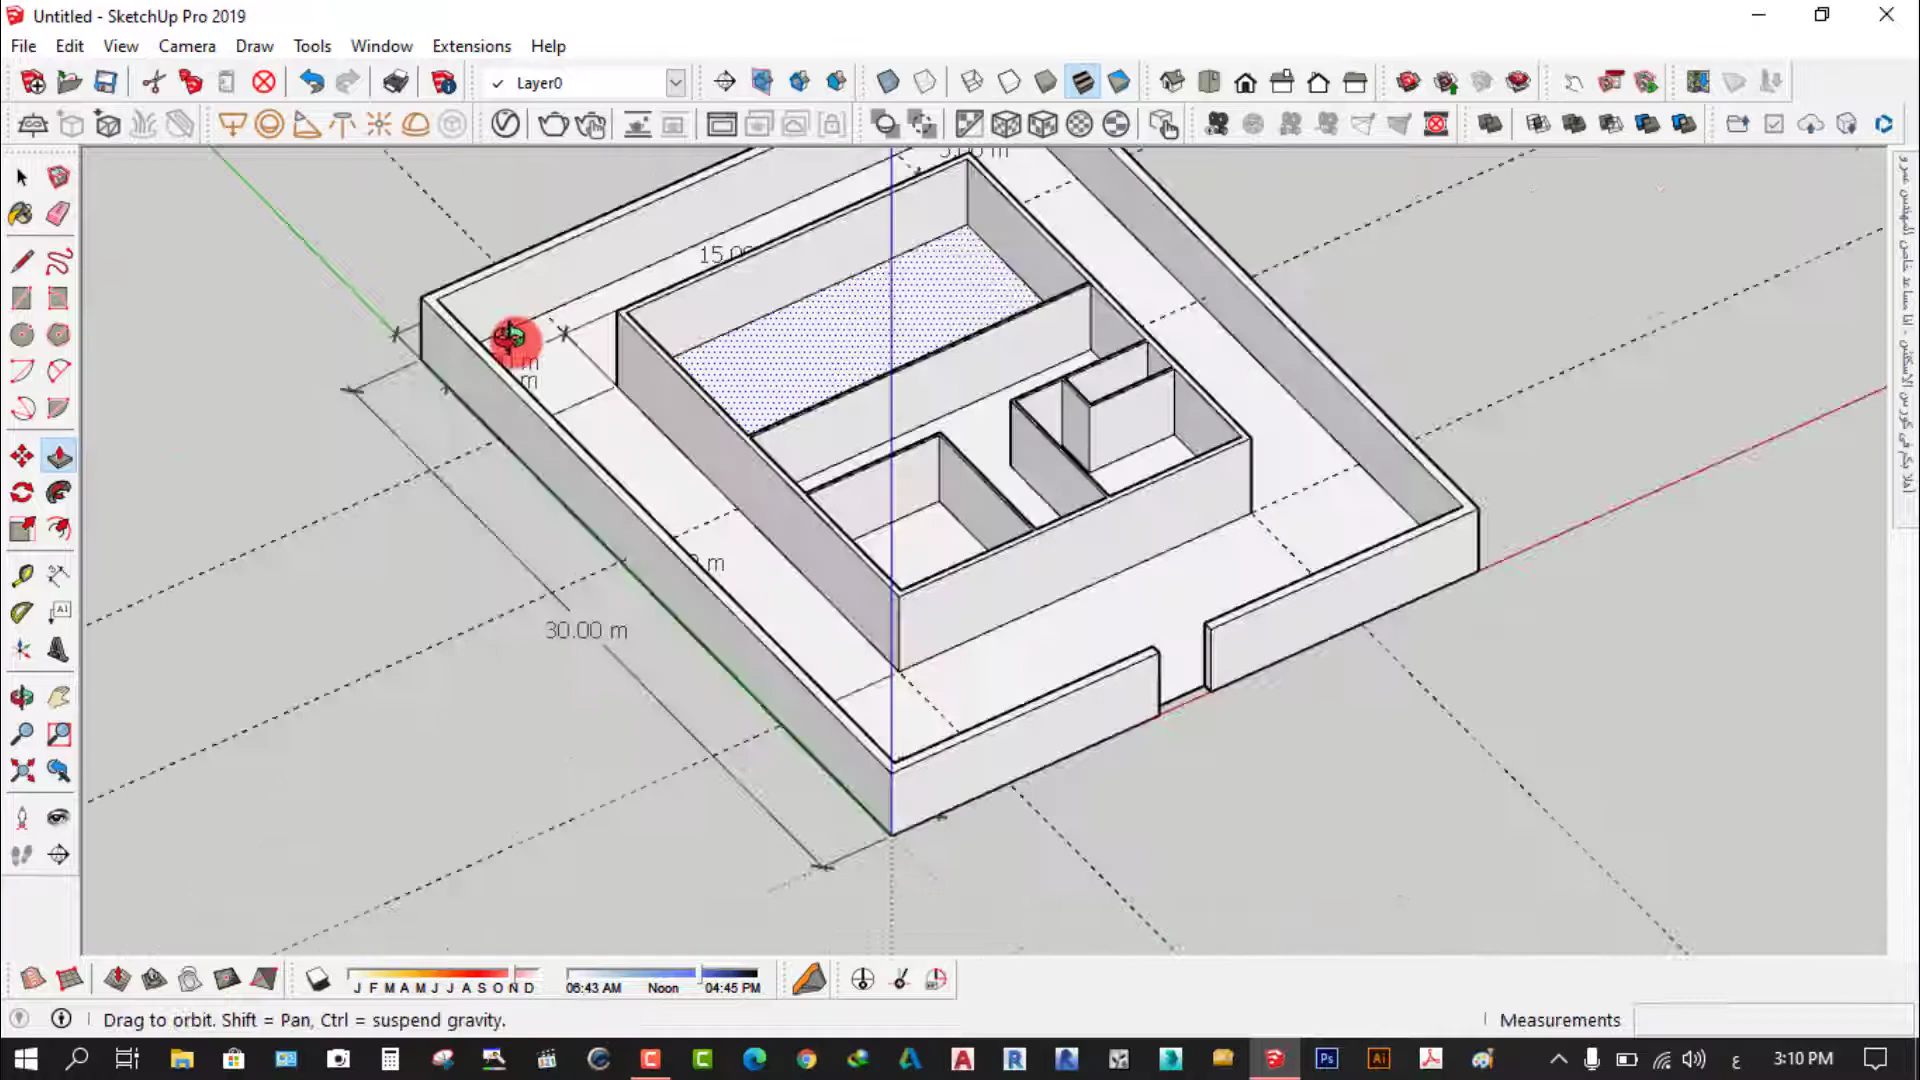 Untitled - SketchUp Pro 2019
File Edit View Camera Draw Tools Window Extensions Help
Layer0
15.0
m
m
m
30.00 m
J F M A M J J A S O N D
06:43 AM Noon 04:45 PM
Drag to orbit. Shift = Pan, Ctrl = suspend gravity.
Measurements
3:10 PM